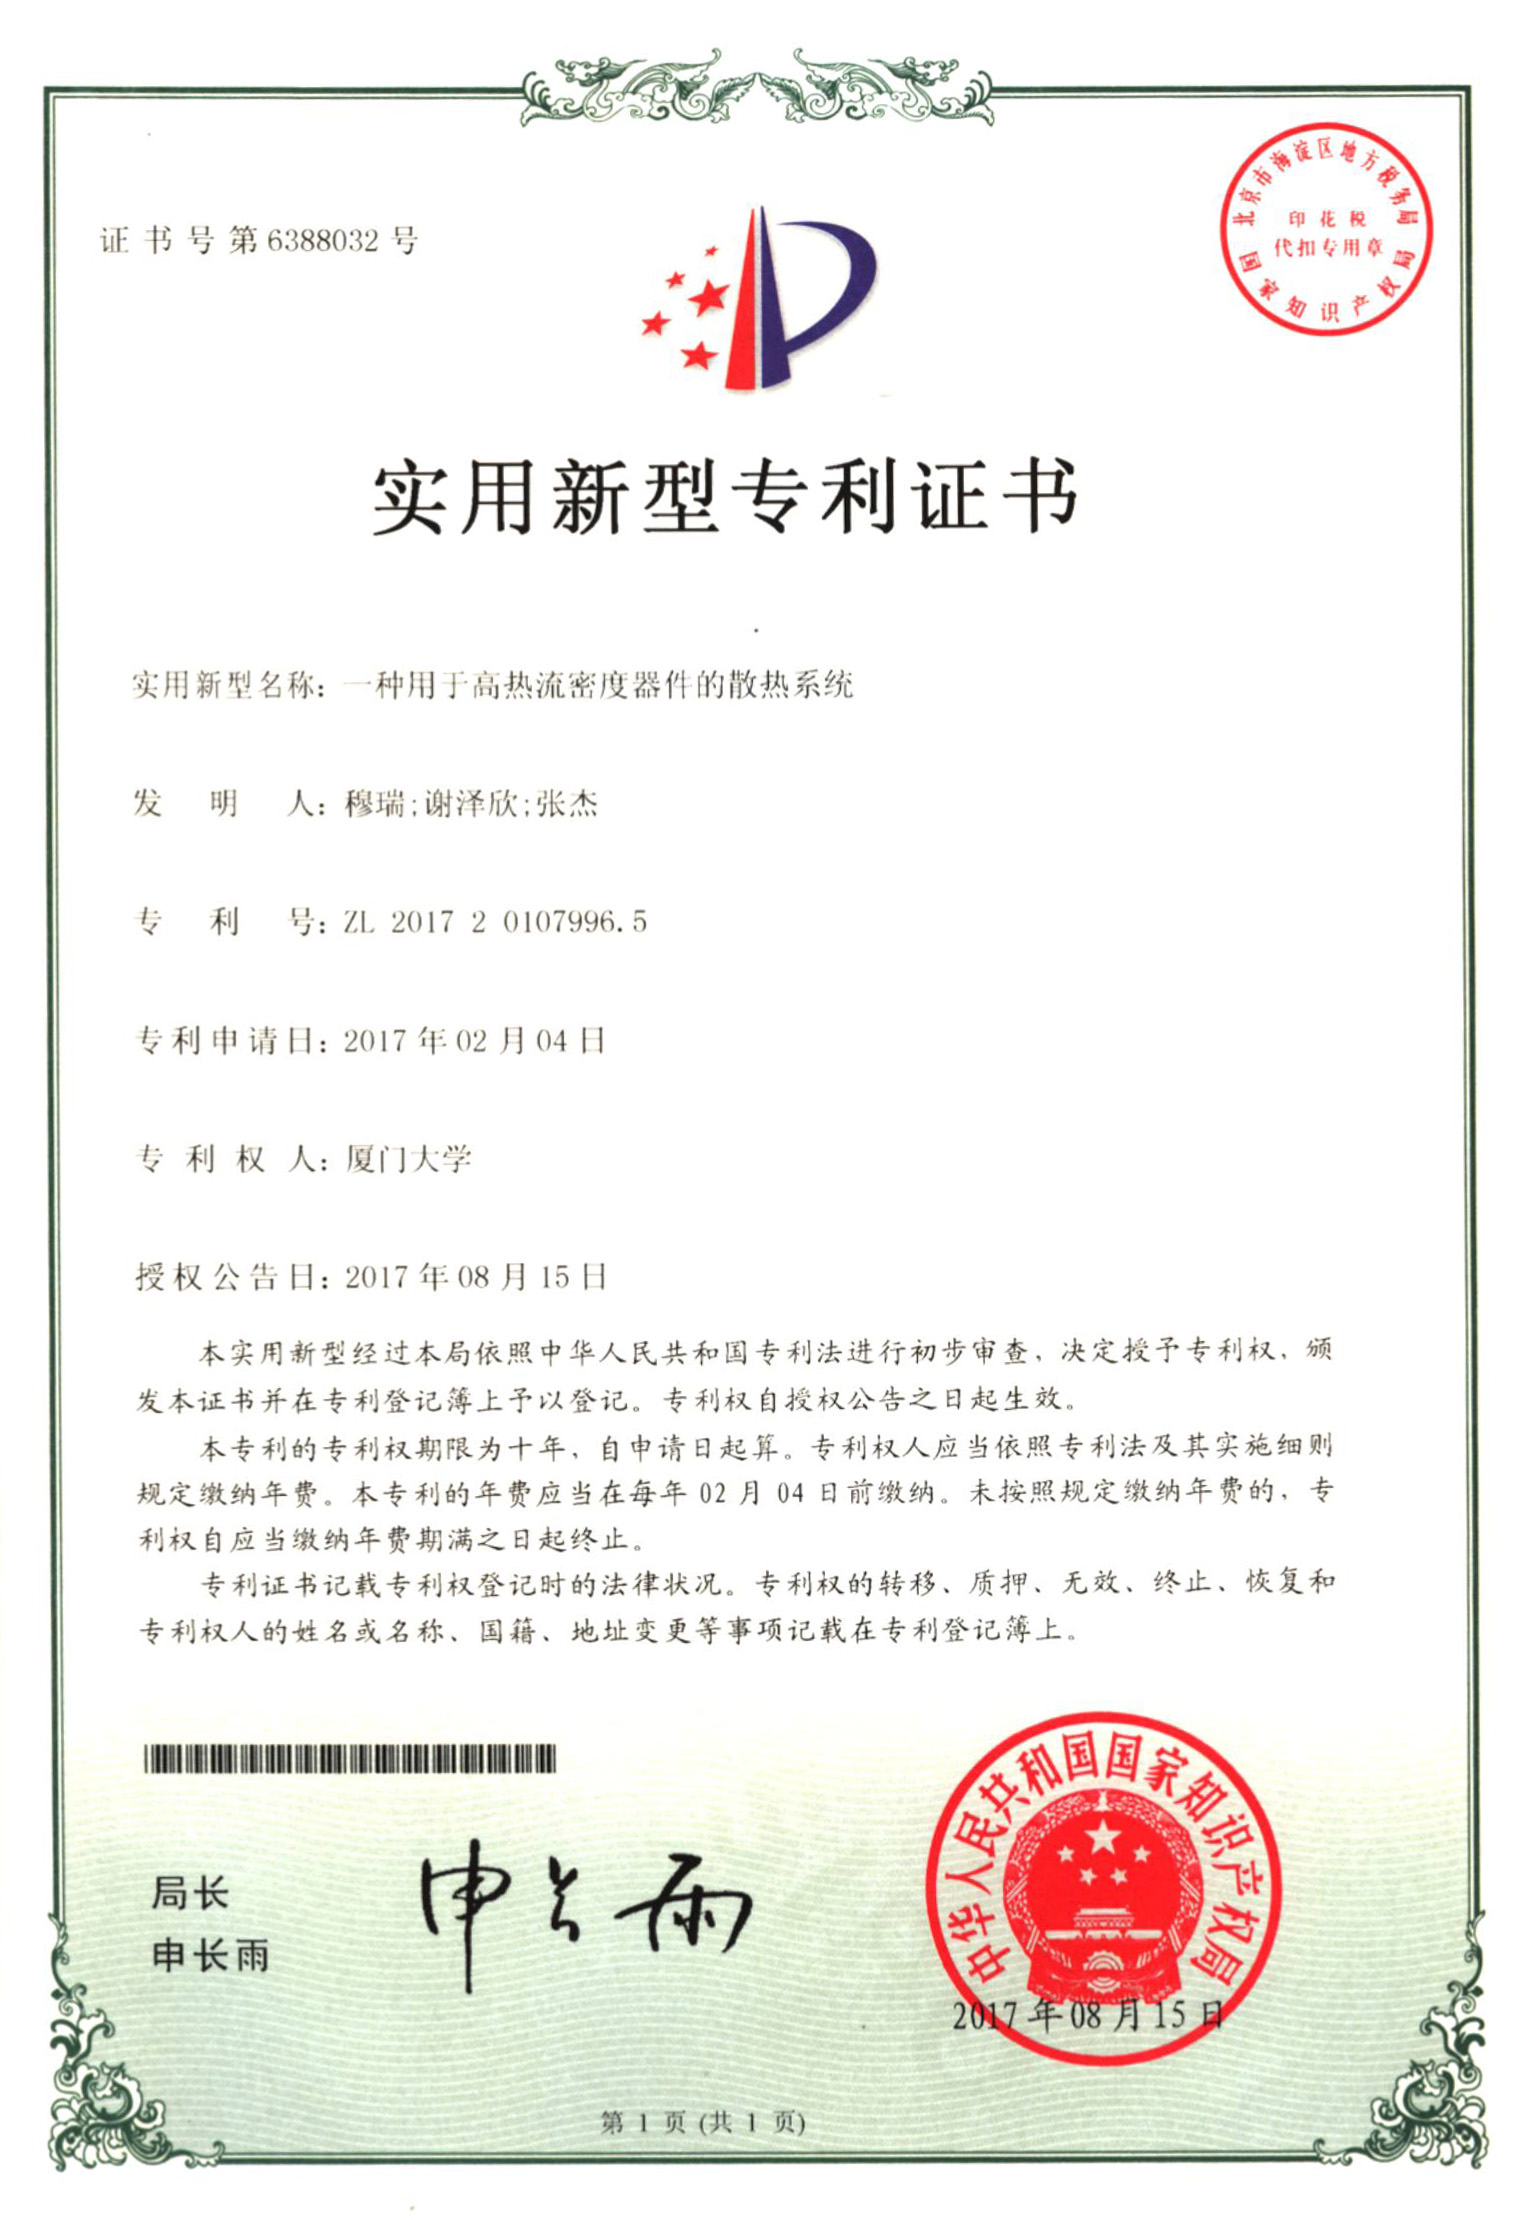 证书号第6388032号
北京市海淀区地方税务局
印花税
代扣专用章
国家知识产权局
实用新型专利证书
实用新型名称：一种用于高热流密度器件的散热系统
发明人：穆瑞;谢泽欣;张杰
专利号：ZL 2017 2 0107996.5
专利申请日：2017年02月04日
专利权人：厦门大学
授权公告日：2017年08月15日
本实用新型经过本局依照中华人民共和国专利法进行初步审查，决定授予专利权，颁
发本证书并在专利登记簿上予以登记。专利权自授权公告之日起生效。
本专利的专利权期限为十年，自申请日起算。专利权人应当依照专利法及其实施细则
规定缴纳年费。本专利的年费应当在每年02月04日前缴纳。未按照规定缴纳年费的，专
利权自应当缴纳年费期满之日起终止。
专利证书记载专利权登记时的法律状况。专利权的转移、质押、无效、终止、恢复和
专利权人的姓名或名称、国籍、地址变更等事项记载在专利登记簿上。
局长
申长雨
申长雨
中华人民共和国国家知识产权局
2017年08月15日
第 1 页 (共 1 页)